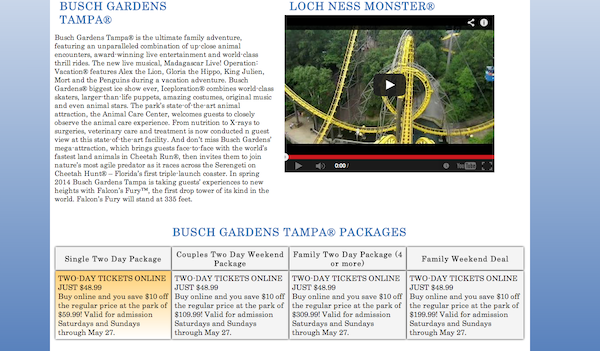 BUSCH GARDENS
TAMPA®
Busch Gardens Tampa® is the ultimate family adventure,
featuring an unparalleled combination of up-close animal
encounters, award-winning live entertainment and world-class
thrill rides. The new live musical, Madagascar Live! Operation:
Vacation® features Alex the Lion, Gloria the Hippo, King Julien,
Mort and the Penguins during a vacation adventure. Busch
Gardens® biggest ice show ever, Iceploration® combines world-class
skaters, larger-than-life puppets, amazing costumes, original music
and even animal stars. The park's state-of-the-art animal
attraction, the Animal Care Center, welcomes guests to closely
observe the animal care experience. From nutrition to X-rays to
surgeries, veterinary care and treatment is now conducted n guest
view at this state-of-the-art facility. And don't miss Busch Gardens'
mega-attraction, which brings guests face-to-face with the world's
fastest land animals in Cheetah Run®, then invites them to join
nature's most agile predator as it races across the Serengeti on
Cheetah Hunt® – Florida's first triple-launch coaster. In spring
2014 Busch Gardens Tampa is taking guests' experiences to new
heights with Falcon's Fury™, the first drop tower of its kind in the
world. Falcon's Fury will stand at 335 feet.
LOCH NESS MONSTER®
0:00 /
YouTube
BUSCH GARDENS TAMPA® PACKAGES
Single Two Day Package
TWO-DAY TICKETS ONLINE
JUST $48.99
Buy online and you save $10 off
the regular price at the park of
$59.99! Valid for admission
Saturdays and Sundays
through May 27.
Couples Two Day Weekend
Package
TWO-DAY TICKETS ONLINE
JUST $48.99
Buy online and you save $10 off
the regular price at the park of
$109.99! Valid for admission
Saturdays and Sundays
through May 27.
Family Two Day Package (4
or more)
TWO-DAY TICKETS ONLINE
JUST $48.99
Buy online and you save $10 off
the regular price at the park of
$309.99! Valid for admission
Saturdays and Sundays
through May 27.
Family Weekend Deal
TWO-DAY TICKETS ONLINE
JUST $48.99
Buy online and you save $10 off
the regular price at the park of
$199.99! Valid for admission
Saturdays and Sundays
through May 27.